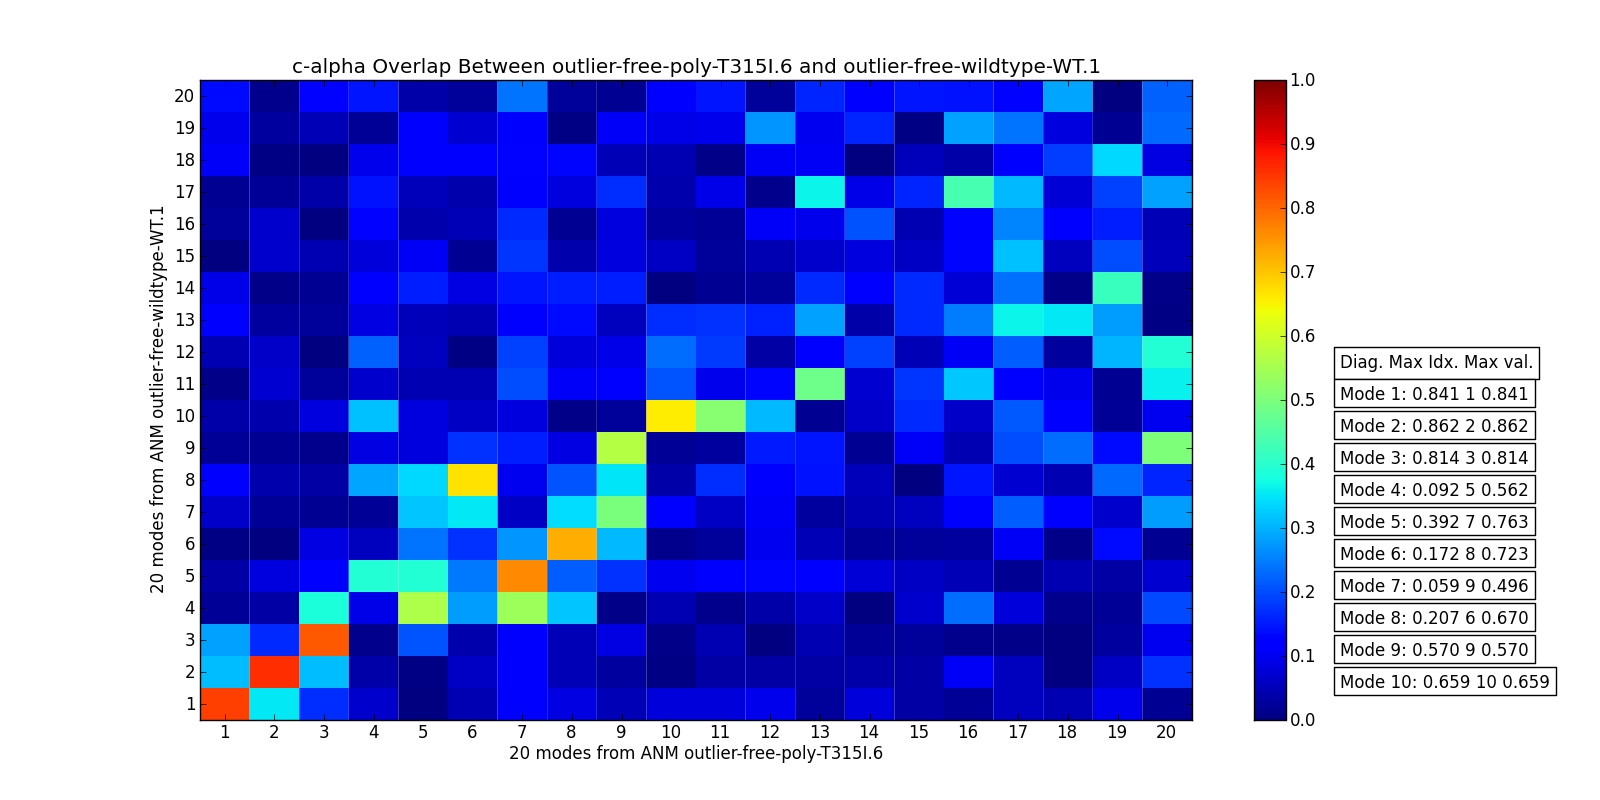 c-alpha Overlap Between outlier-free-poly-T315I.6 and outlier-free-wildtype-WT.1
20 modes from ANM outlier-free-wildtype-WT.1
20
19
18
17
16
15
14
13
12
11
10
9
8
7
6
5
4
3
2
1
1 2 3 4 5 6 7 8 9 10 11 12 13 14 15 16 17 18 19 20
20 modes from ANM outlier-free-poly-T315I.6
1.0
0.9
0.8
0.7
0.6
0.5
0.4
0.3
0.2
0.1
0.0
Diag. Max Idx. Max val.
Mode 1: 0.841 1 0.841
Mode 2: 0.862 2 0.862
Mode 3: 0.814 3 0.814
Mode 4: 0.092 5 0.562
Mode 5: 0.392 7 0.763
Mode 6: 0.172 8 0.723
Mode 7: 0.059 9 0.496
Mode 8: 0.207 6 0.670
Mode 9: 0.570 9 0.570
Mode 10: 0.659 10 0.659